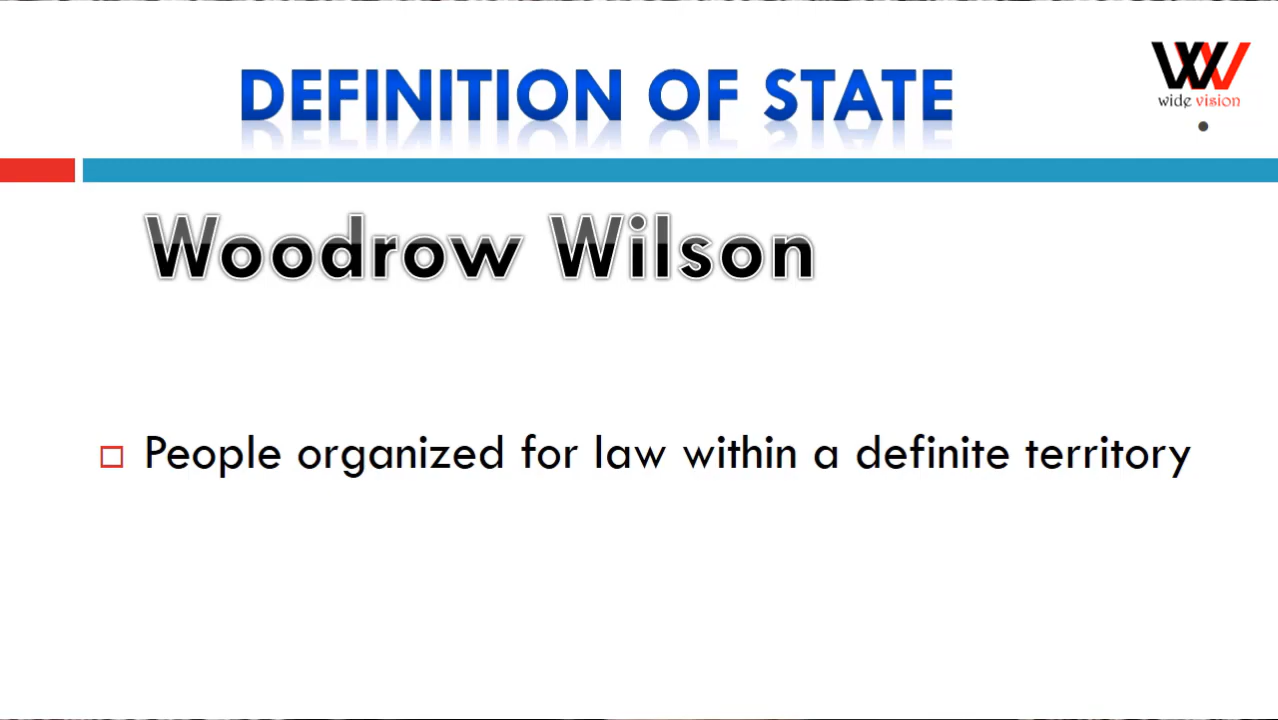 DEFINITION OF STATE
wide vision
Woodrow Wilson
People organized for law within a definite territory